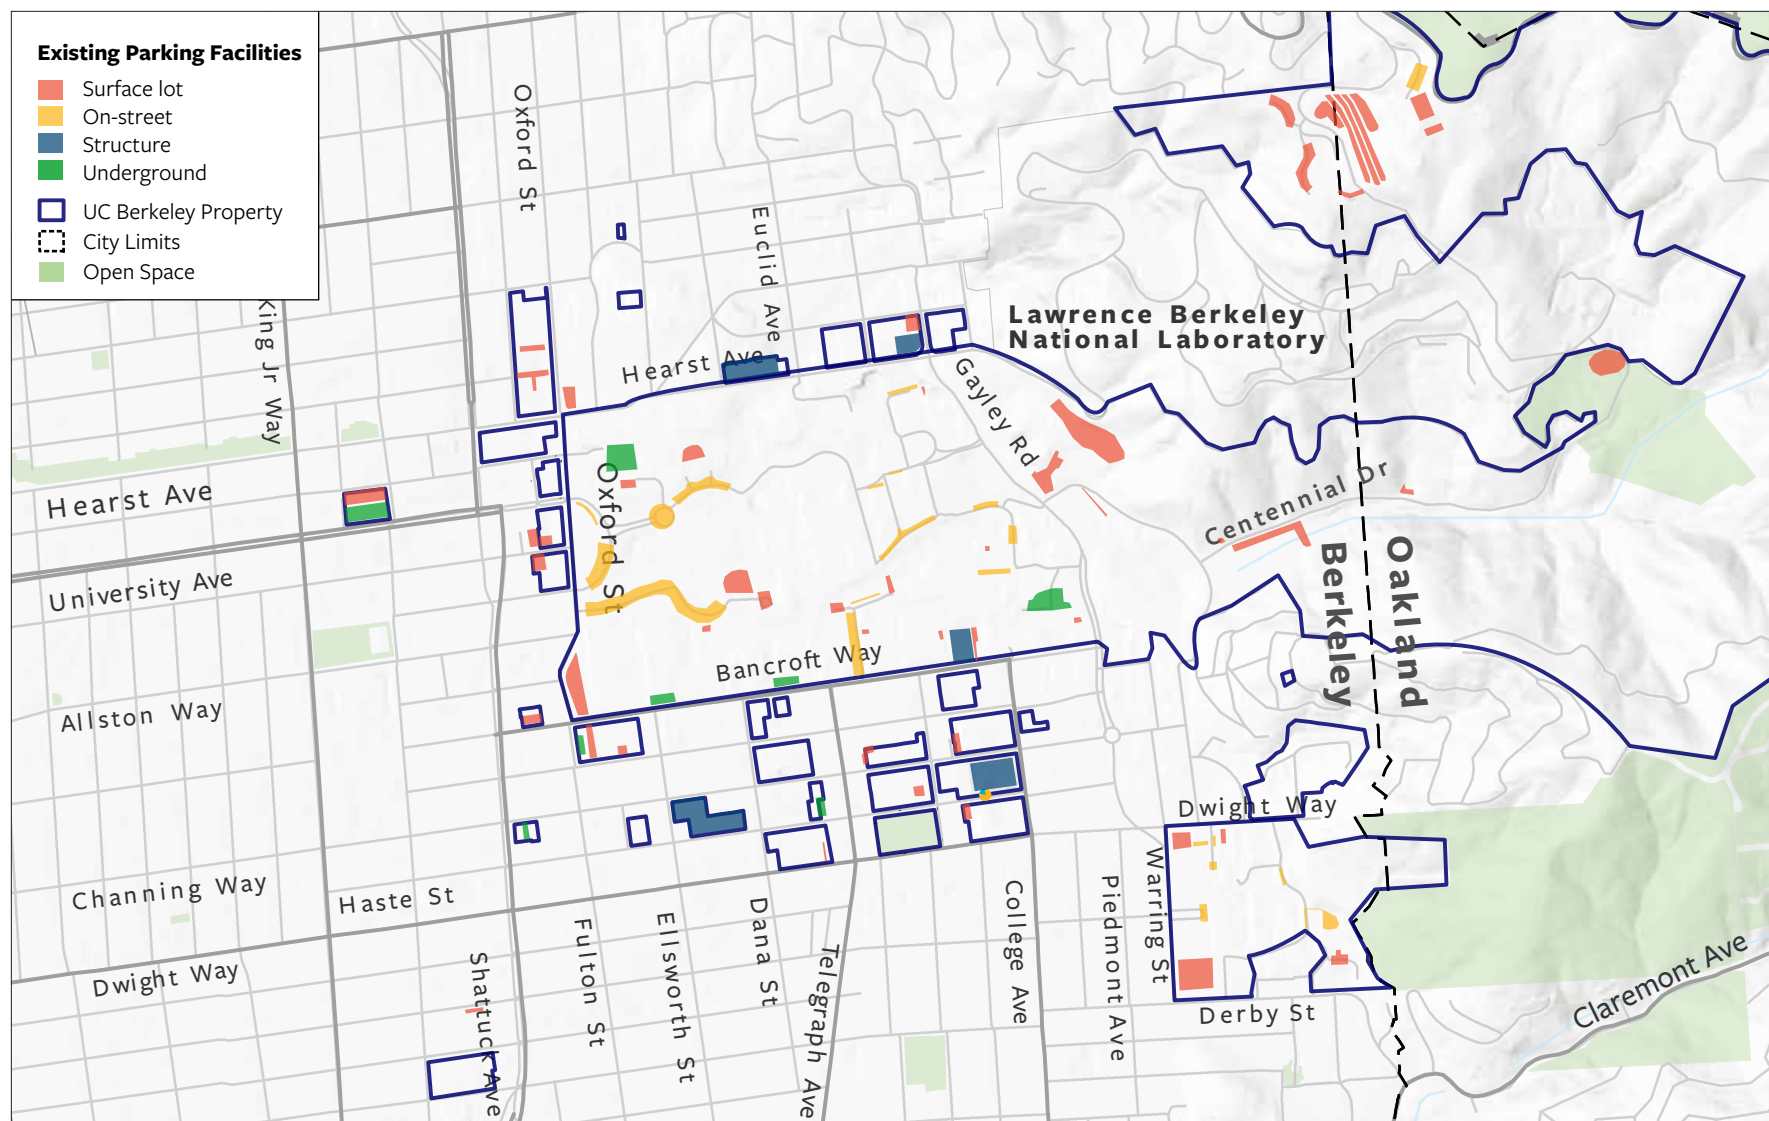 Existing Parking Facilities
Surface lot
On-street
Structure
Underground
UC Berkeley Property
City Limits
Open Space
Oxford St
Euclid Ave
King Jr Way
Hearst Ave
Lawrence Berkeley
National Laboratory
Gayley Rd
Hearst Ave
Oxford St
Centennial Dr
University Ave
Berkeley
Oakland
Bancroft Way
Allston Way
Dwight Way
Channing Way
Haste St
Warring St
Piedmont Ave
College Ave
Dana St
Ellsworth St
Fulton St
Telegraph Ave
Shattuck Ave
Dwight Way
Derby St
Claremont Ave